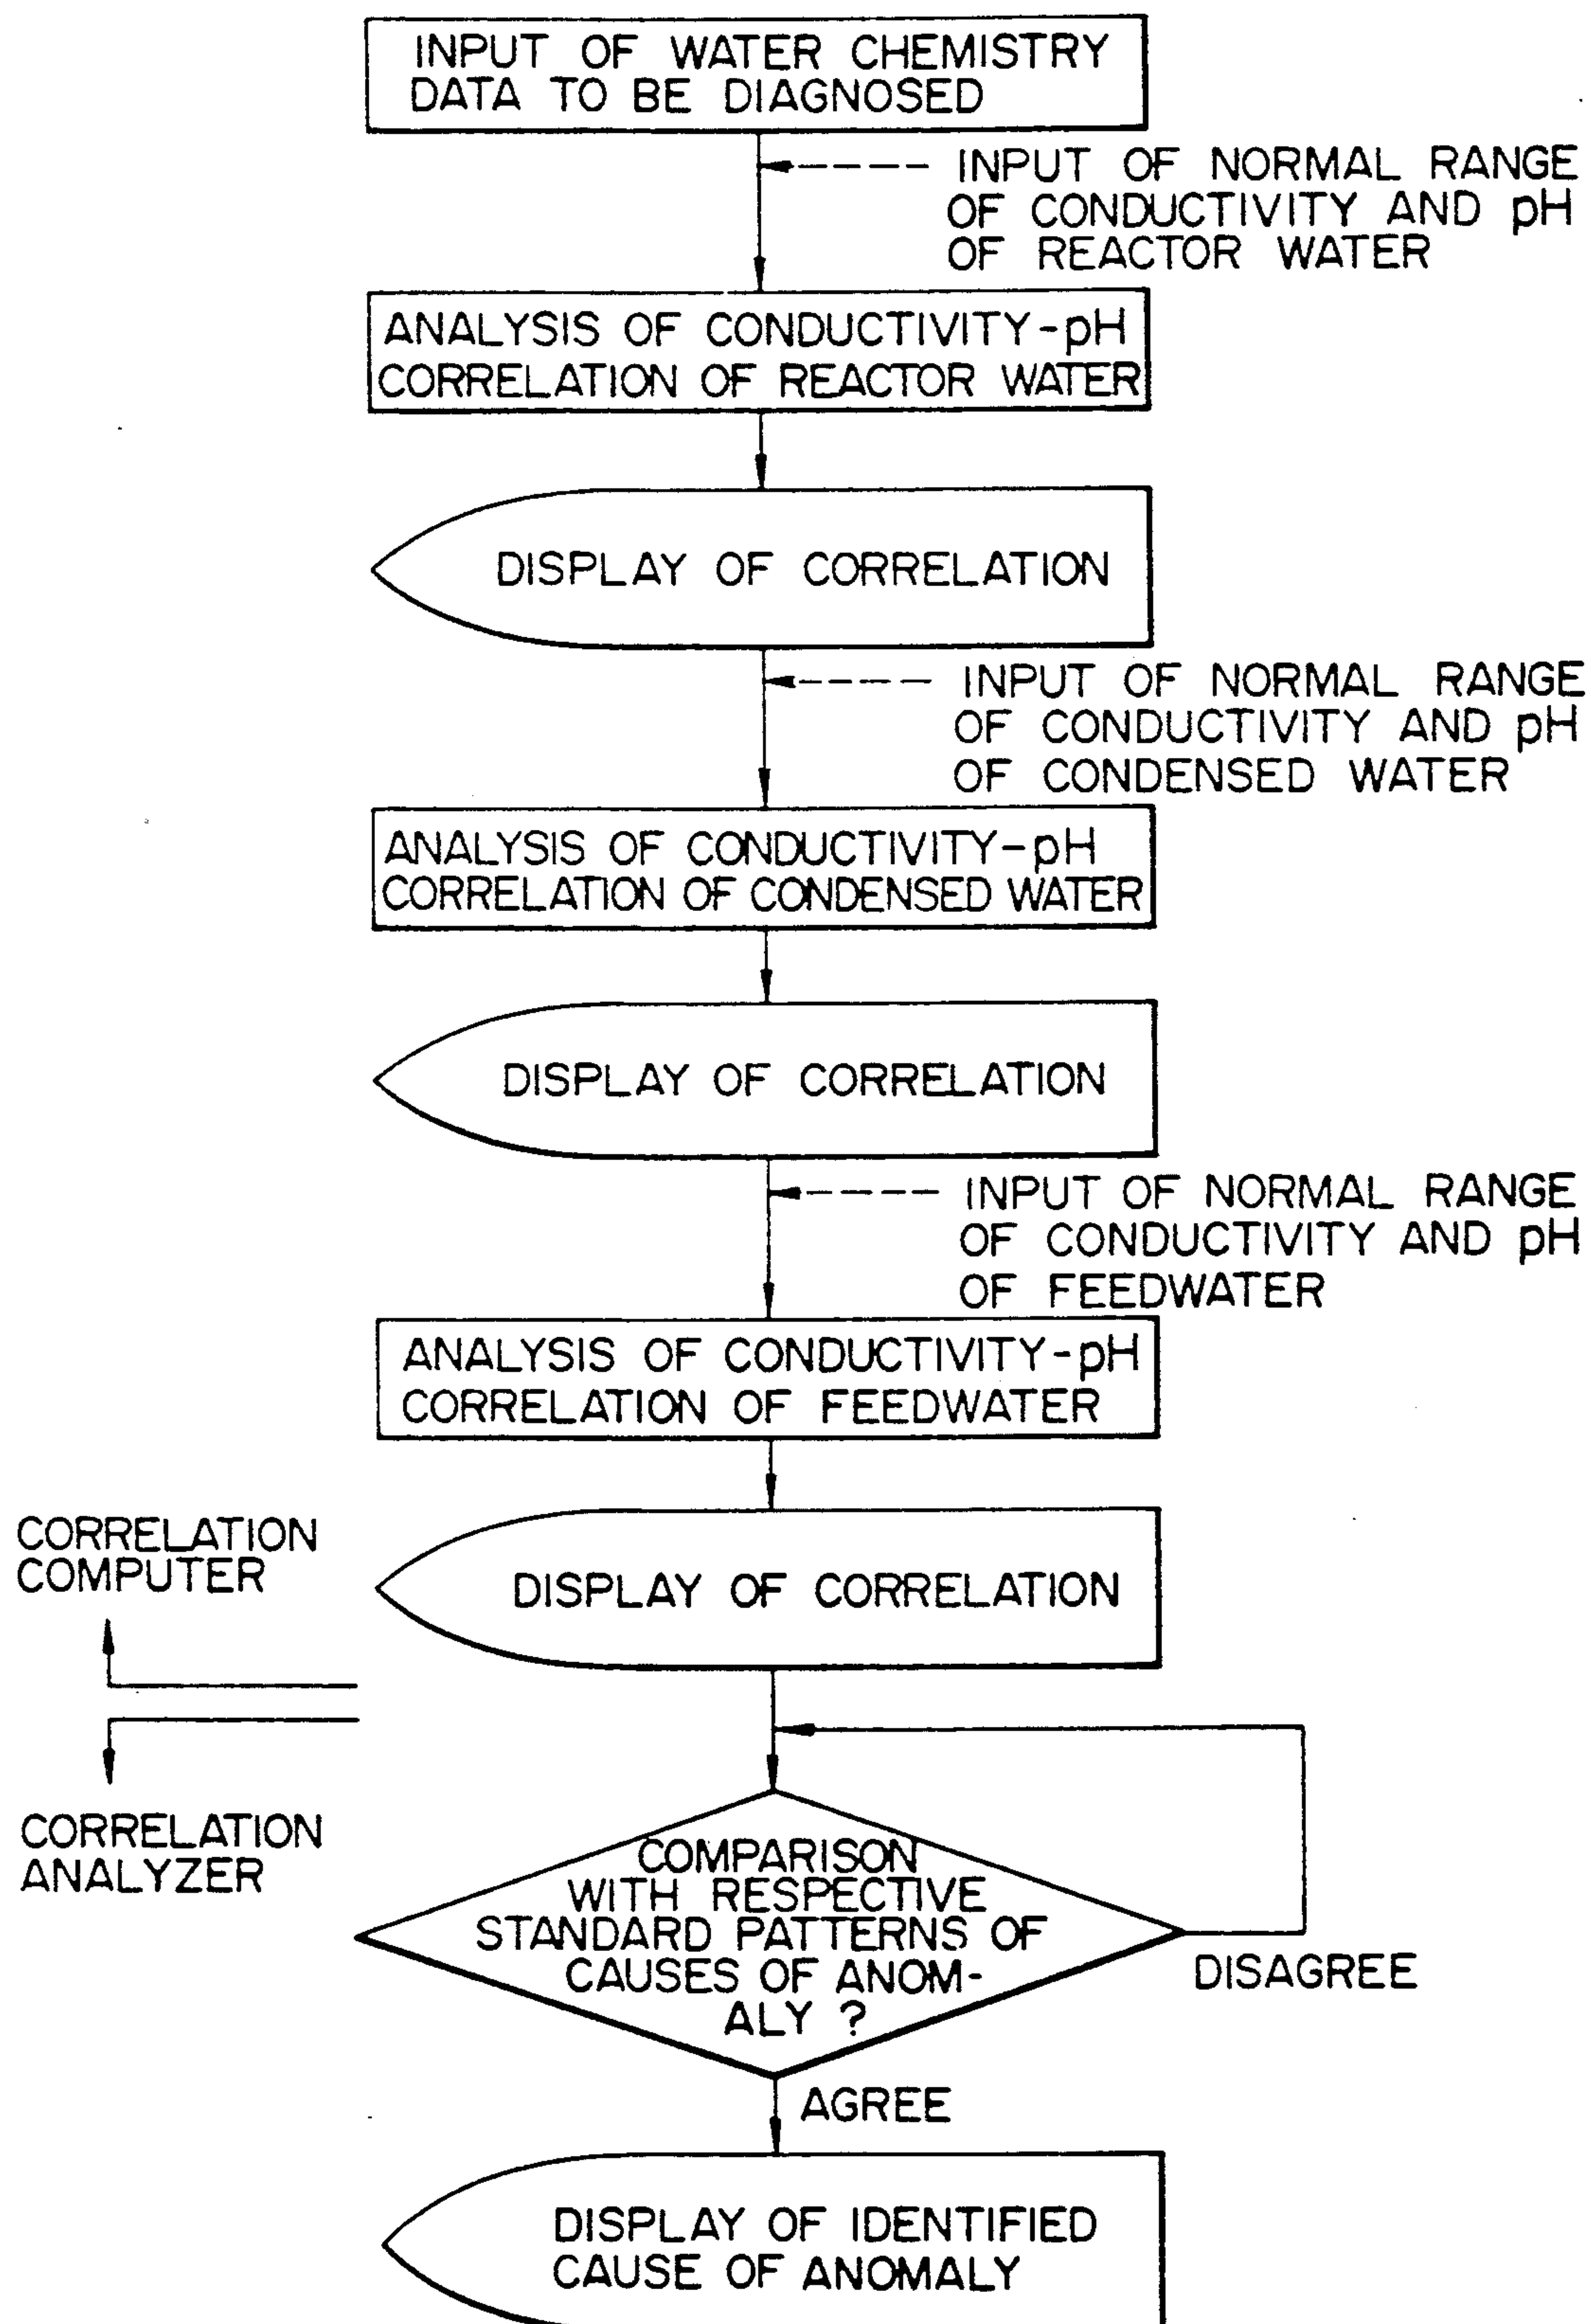 INPUT OF WATER CHEMISTRY
DATA TO BE DIAGNOSED
INPUT OF NORMAL RANGE
OF CONDUCTIVITY AND pH
OF REACTOR WATER
ANALYSIS OF CONDUCTIVITY-pH
CORRELATION OF REACTOR WATER
DISPLAY OF CORRELATION
INPUT OF NORMAL RANGE
OF CONDUCTIVITY AND pH
OF CONDENSED WATER
ANALYSIS OF CONDUCTIVITY-pH
CORRELATION OF CONDENSED WATER
DISPLAY OF CORRELATION
INPUT OF NORMAL RANGE
OF CONDUCTIVITY AND pH
OF FEEDWATER
ANALYSIS OF CONDUCTIVITY-pH
CORRELATION OF FEEDWATER
CORRELATION
COMPUTER
DISPLAY OF CORRELATION
CORRELATION
ANALYZER
COMPARISON
WITH RESPECTIVE
STANDARD PATTERNS OF
CAUSES OF ANOM-
ALY ?
DISAGREE
AGREE
DISPLAY OF IDENTIFIED
CAUSE OF ANOMALY